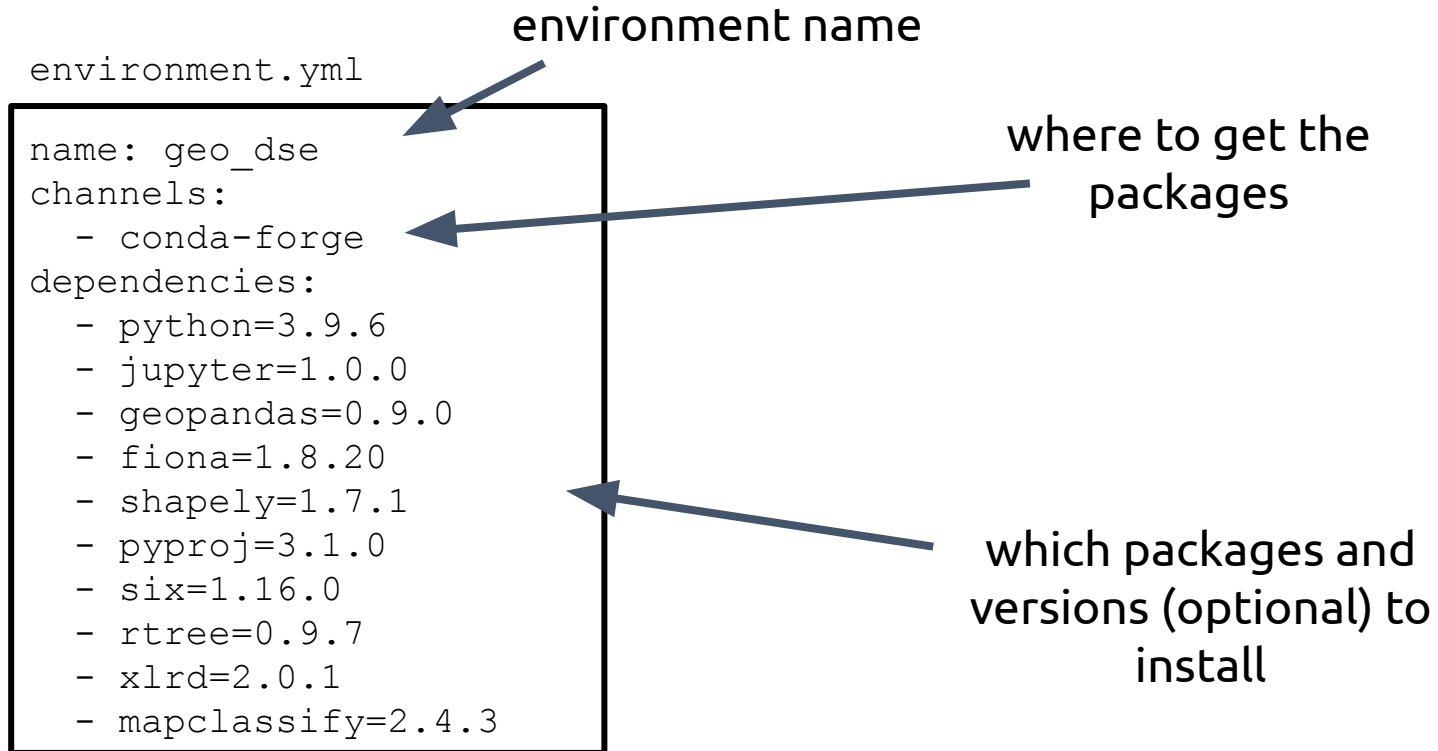 environment name
environment.yml
name: geo_dse
channels:
  - conda-forge
dependencies:
  - python=3.9.6
  - jupyter=1.0.0
  - geopandas=0.9.0
  - fiona=1.8.20
  - shapely=1.7.1
  - pyproj=3.1.0
  - six=1.16.0
  - rtree=0.9.7
  - xlrd=2.0.1
  - mapclassify=2.4.3
where to get the
packages
which packages and
versions (optional) to
install